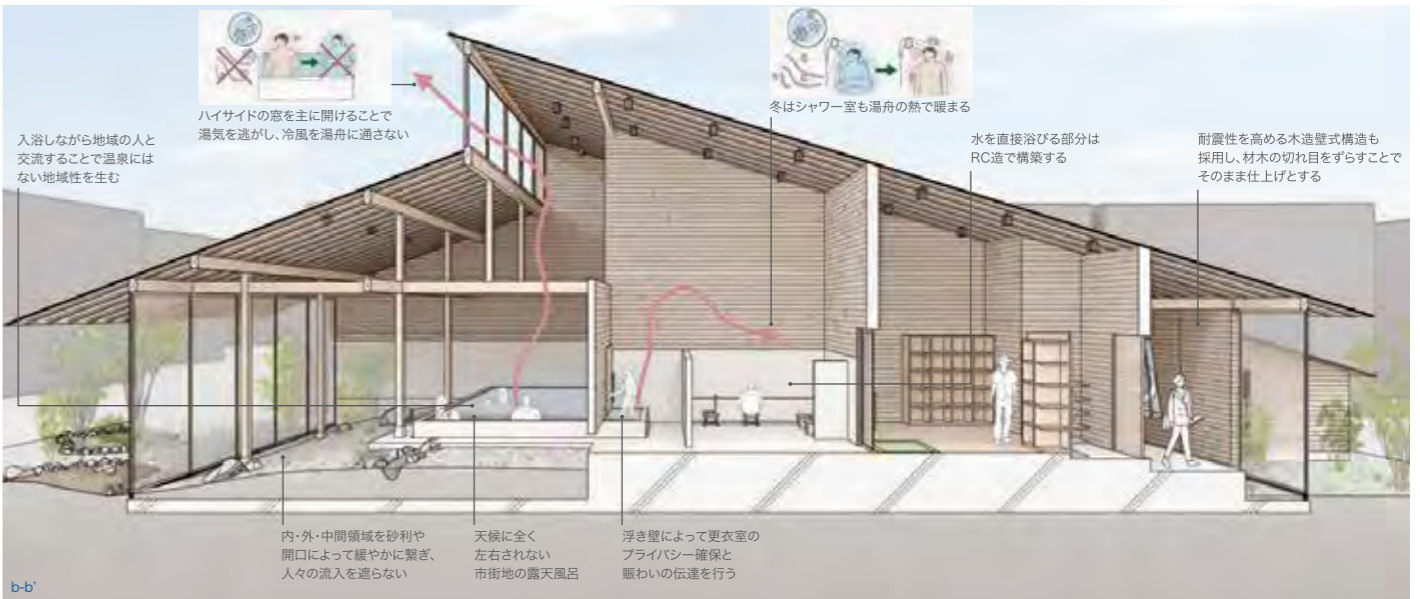 ハイサイドの窓を主に開けることで
湯気を逃がし、冷風を湯舟に通さない
冬はシャワー室も湯舟の熱で暖まる
入浴しながら地域の人と
交流することで温泉には
ない地域性を生む
水を直接浴びる部分は
RC造で構築する
耐震性を高める木造壁式構造も
採用し、材木の切れ目をずらすことで
そのまま仕上げとする
内・外・中間領域を砂利や
開口によって緩やかに繋ぎ、
人々の流入を遮らない
天候に全く
左右されない
市街地の露天風呂
浮き壁によって更衣室の
プライバシー確保と
賑わいの伝達を行う
b-b'